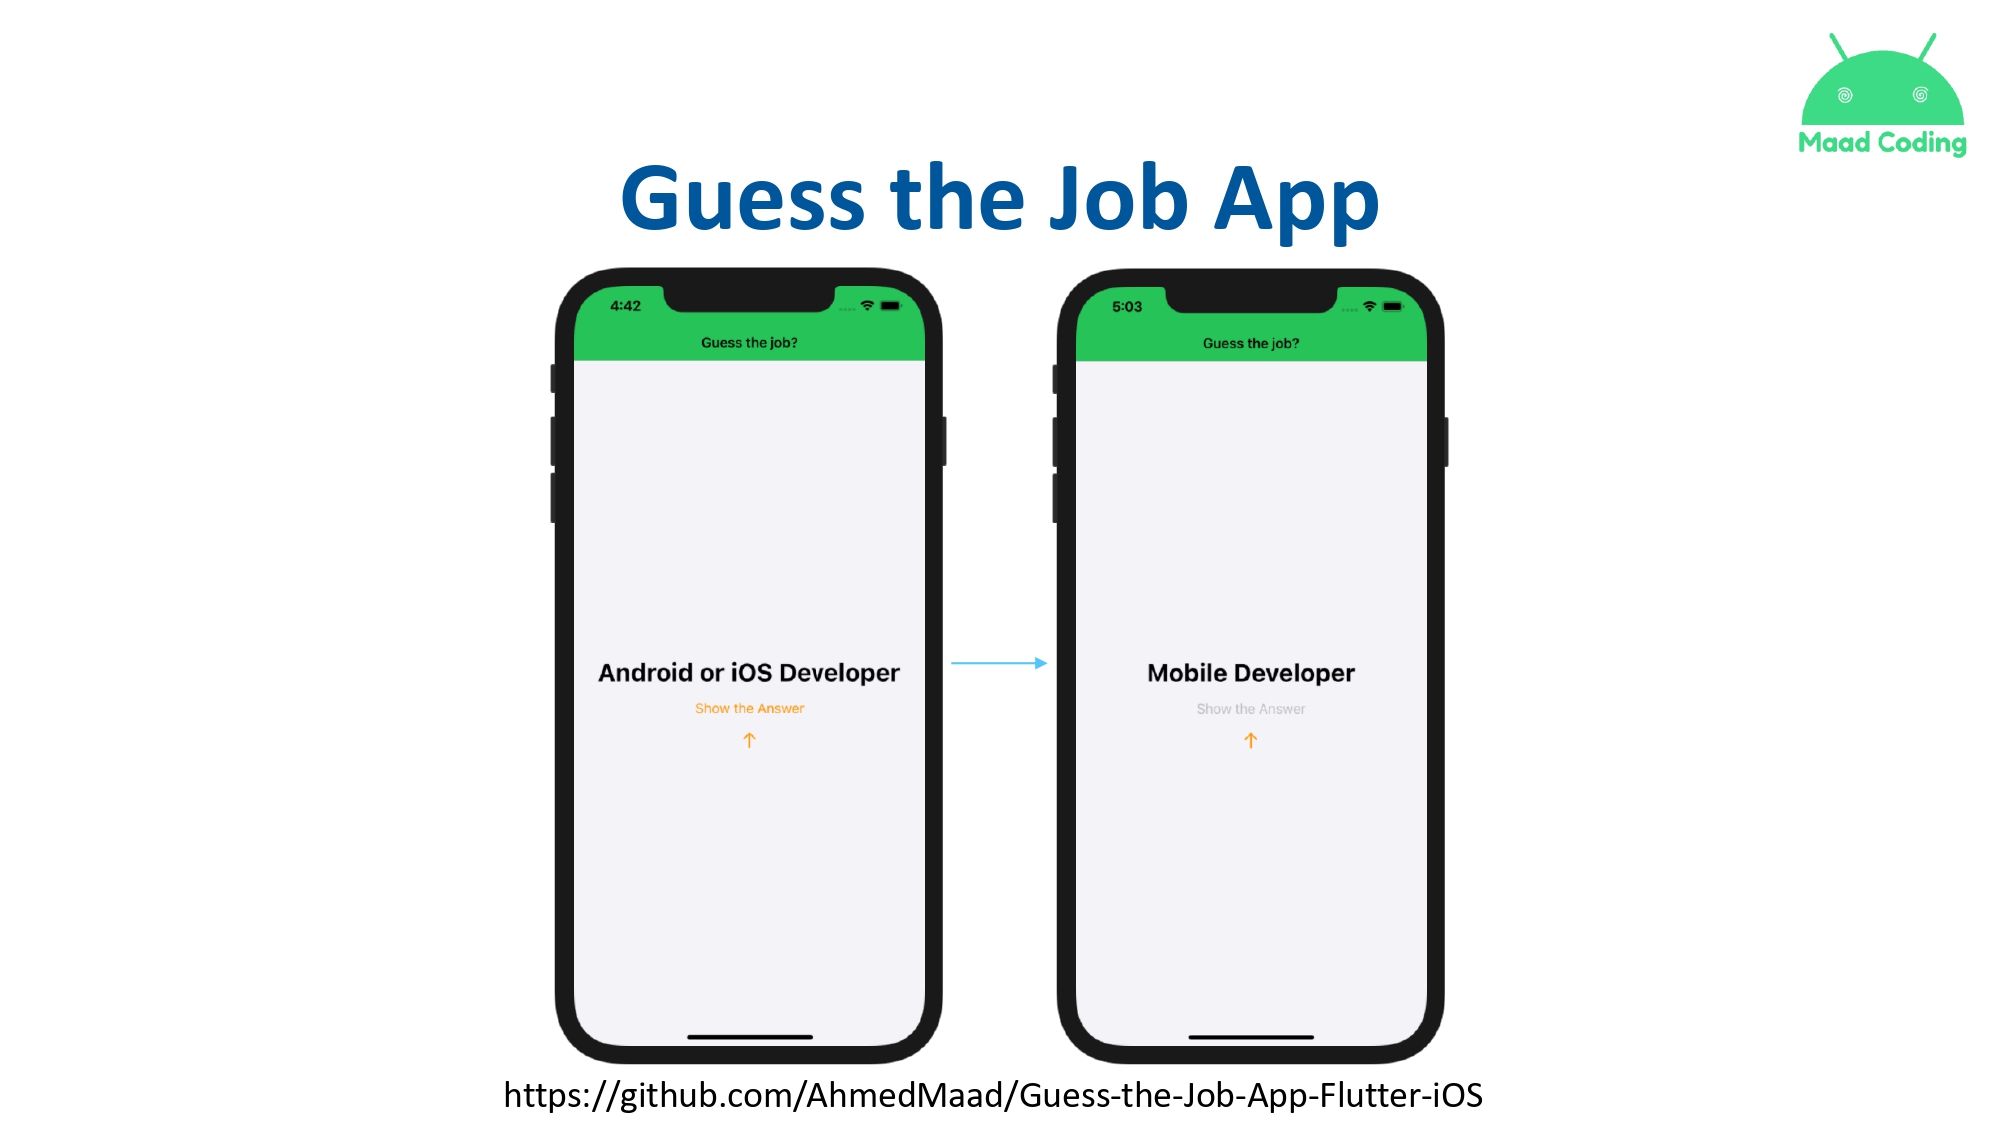 Maad Coding
Guess the Job App
4:42
Guess the job?
Android or iOS Developer
Show the Answer
↑
5:03
Guess the job?
Mobile Developer
Show the Answer
↑
https://github.com/AhmedMaad/Guess-the-Job-App-Flutter-iOS